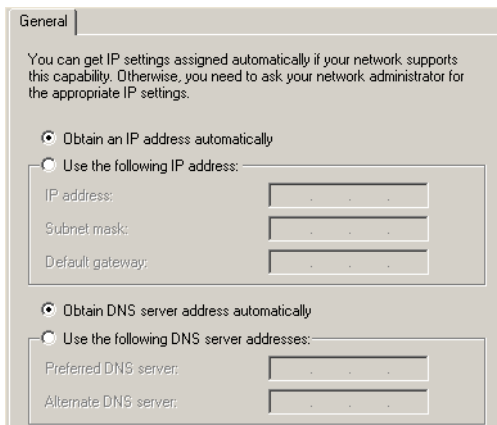 General
You can get IP settings assigned automatically if your network supports
this capability. Otherwise, you need to ask your network administrator for
the appropriate IP settings.
Obtain an IP address automatically
Use the following IP address:
IP address:
Subnet mask:
Default gateway:
Obtain DNS server address automatically
Use the following DNS server addresses:
Preferred DNS server:
Alternate DNS server: